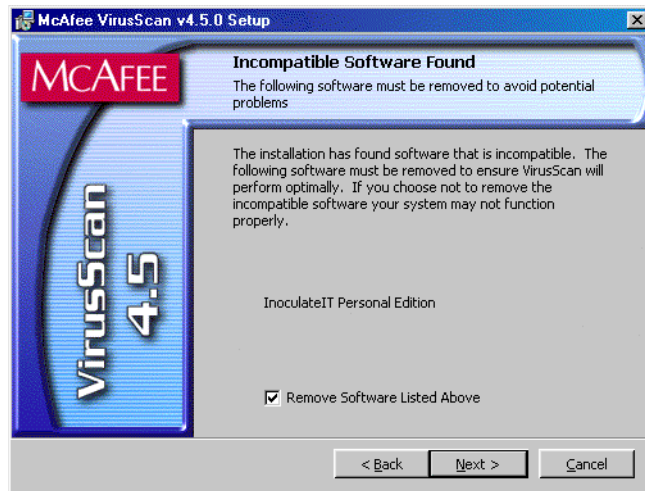 McAfee VirusScan v4.5.0 Setup
McAFEE
VirusScan
4.5
Incompatible Software Found
The following software must be removed to avoid potential
problems
The installation has found software that is incompatible. The
following software must be removed to ensure VirusScan will
perform optimally. If you choose not to remove the
incompatible software your system may not function
properly.
InoculateIT Personal Edition
Remove Software Listed Above
< Back
Next >
Cancel